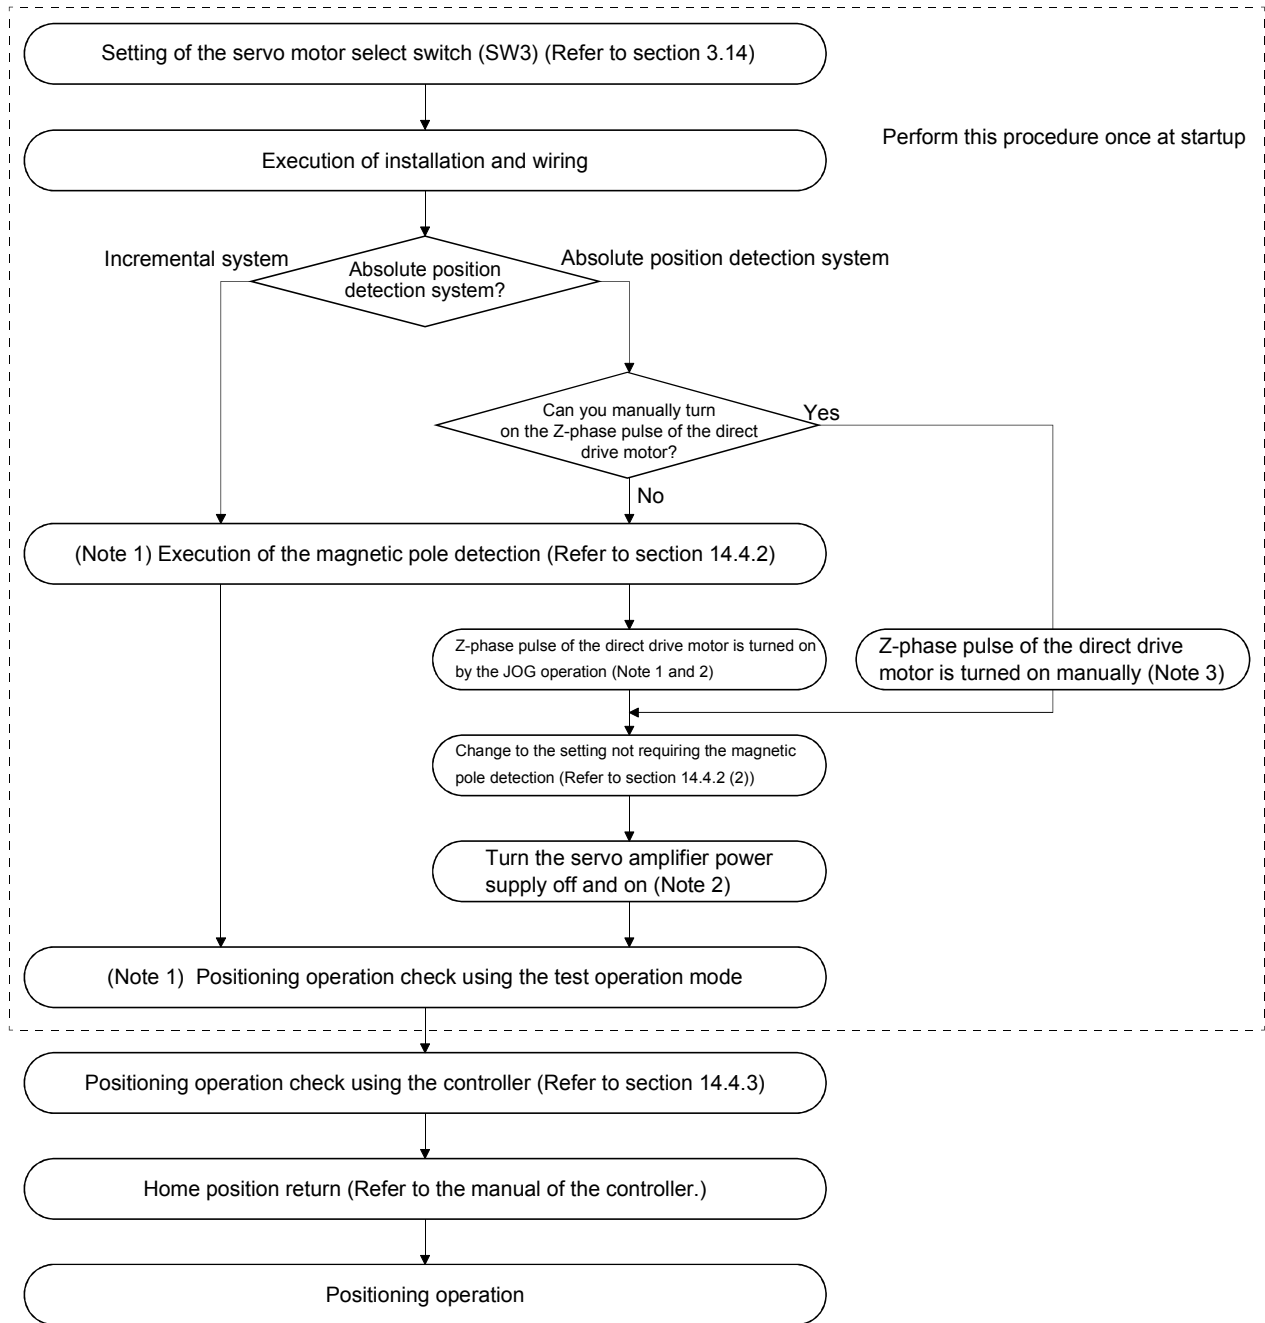 Setting of the servo motor select switch (SW3) (Refer to section 3.14)
Perform this procedure once at startup
Execution of installation and wiring
Incremental system
Absolute position detection system
Absolute position
detection system?
Can you manually turn
on the Z-phase pulse of the direct
drive motor?
Yes
No
(Note 1) Execution of the magnetic pole detection (Refer to section 14.4.2)
Z-phase pulse of the direct drive motor is turned on
by the JOG operation (Note 1 and 2)
Z-phase pulse of the direct drive
motor is turned on manually (Note 3)
Change to the setting not requiring the magnetic
pole detection (Refer to section 14.4.2 (2))
Turn the servo amplifier power
supply off and on (Note 2)
(Note 1) Positioning operation check using the test operation mode
Positioning operation check using the controller (Refer to section 14.4.3)
Home position return (Refer to the manual of the controller.)
Positioning operation